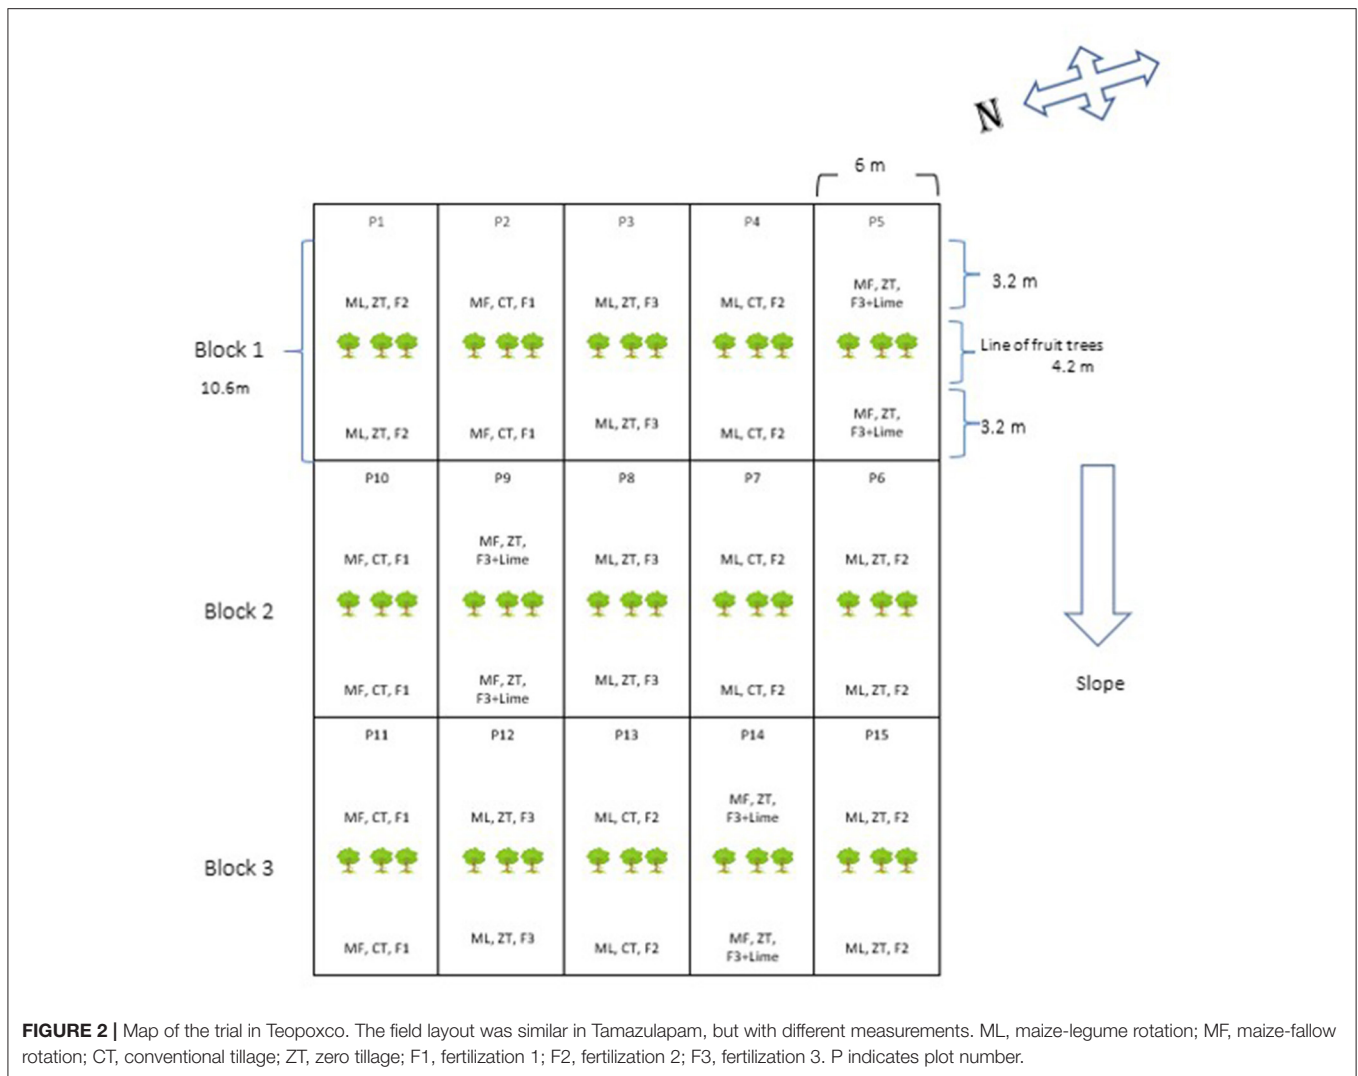 N
6 m
P1 P2 P3 P4 P5
3.2 m
MF, ZT,
ML, ZT, F2 MF, CT, F1 ML, ZT, F3 ML, CT, F2 F3+Lime
Block 1
Line of fruit trees
4.2 m
10.6m
MF, ZT,
ML, ZT, F2 MF, CT, F1 ML, ZT, F3 ML, CT, F2 F3+Lime
3.2 m
P10 P9 P8 P7 P6
MF, ZT,
MF, CT, F1 F3+Lime ML, ZT, F3 ML, CT, F2 ML, ZT, F2
Block 2
MF, ZT,
MF, CT, F1 F3+Lime ML, ZT, F3 ML, CT, F2 ML, ZT, F2
Slope
P11 P12 P13 P14 P15
MF, ZT,
MF, CT, F1 ML, ZT, F3 ML, CT, F2 F3+Lime ML, ZT, F2
Block 3
MF, ZT,
MF, CT, F1 ML, ZT, F3 ML, CT, F2 F3+Lime ML, ZT, F2
FIGURE 2 | Map of the trial in Teopoxco. The field layout was similar in Tamazulapam, but with different measurements. ML, maize-legume rotation; MF, maize-fallow
rotation; CT, conventional tillage; ZT, zero tillage; F1, fertilization 1; F2, fertilization 2; F3, fertilization 3. P indicates plot number.